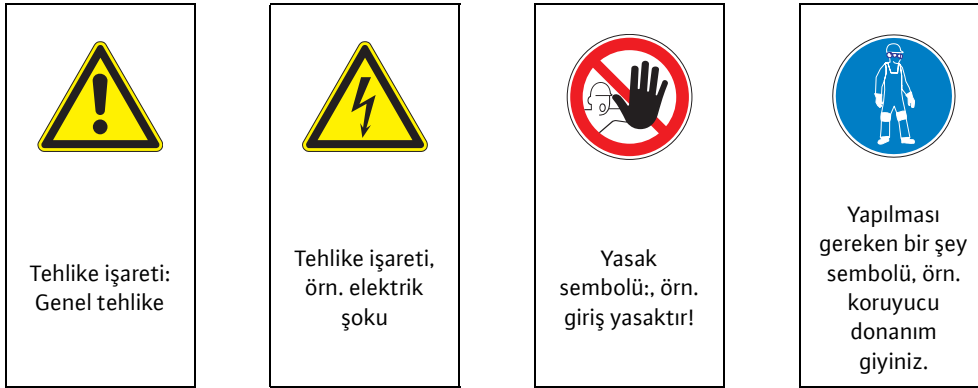 Tehlike işareti:
Genel tehlike
Tehlike işareti,
örn. elektrik
şoku
Yasak
sembolü:, örn.
giriş yasaktır!
Yapılması
gereken bir şey
sembolü, örn.
koruyucu
donanım
giyiniz.